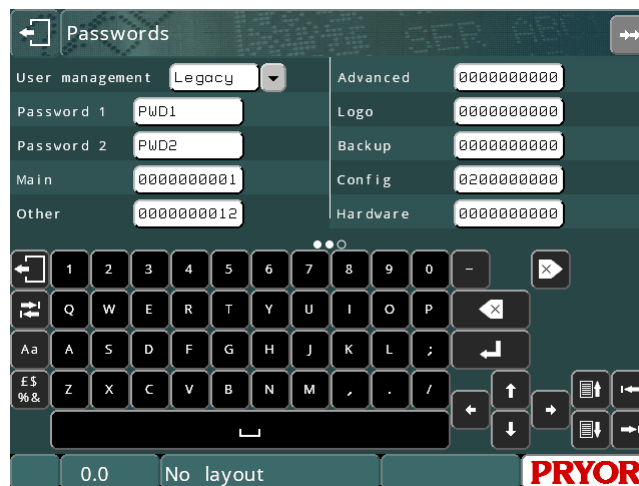 Passwords
User management Legacy
Password 1 PWD1
Password 2 PWD2
Main 0000000001
Other 0000000012
Advanced 0000000000
Logo 0000000000
Backup 0000000000
Config 0200000000
Hardware 0000000000
1 2 3 4 5 6 7 8 9 0 -
Q W E R T Y U I O P
Aa A S D F G H J K L ;
£$
%& Z X C V B N M , . /
0.0 No layout PRYOR